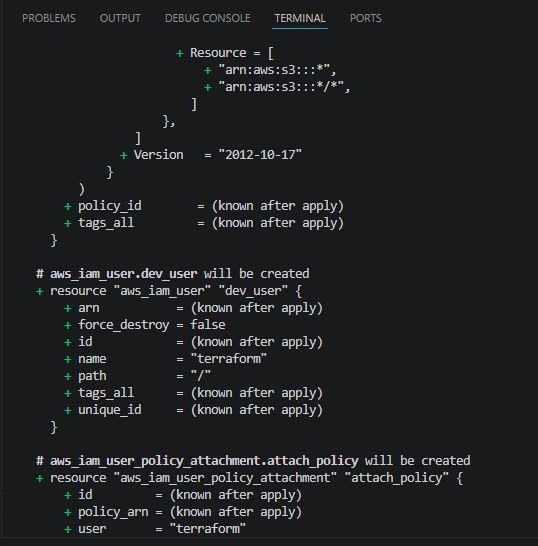 PROBLEMS OUTPUT DEBUG CONSOLE TERMINAL PORTS
+ Resource = [
+ "arn:aws:s3:::*",
+ "arn:aws:s3:::*/*",
]
},
]
+ Version = "2012-10-17"
}
)
+ policy_id = (known after apply)
+ tags_all = (known after apply)
}
# aws_iam_user.dev_user will be created
+ resource "aws_iam_user" "dev_user" {
+ arn = (known after apply)
+ force_destroy = false
+ id = (known after apply)
+ name = "terraform"
+ path = "/"
+ tags_all = (known after apply)
+ unique_id = (known after apply)
}
# aws_iam_user_policy_attachment.attach_policy will be created
+ resource "aws_iam_user_policy_attachment" "attach_policy" {
+ id = (known after apply)
+ policy_arn = (known after apply)
+ user = "terraform"